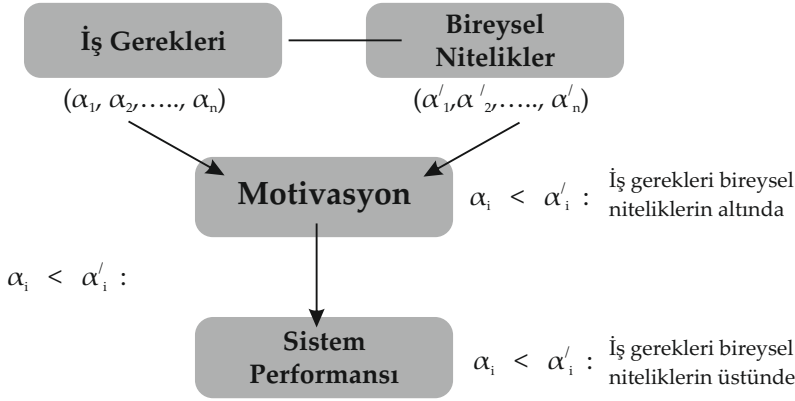 İş Gerekleri
Bireysel
Nitelikler
(α₁, α₂,....., αₙ)
(α′₁,α′₂,....., α′ₙ)
Motivasyon
αᵢ < α′ᵢ : İş gerekleri bireysel
niteliklerin altında
αᵢ < α′ᵢ :
Sistem
Performansı
αᵢ < α′ᵢ : İş gerekleri bireysel
niteliklerin üstünde